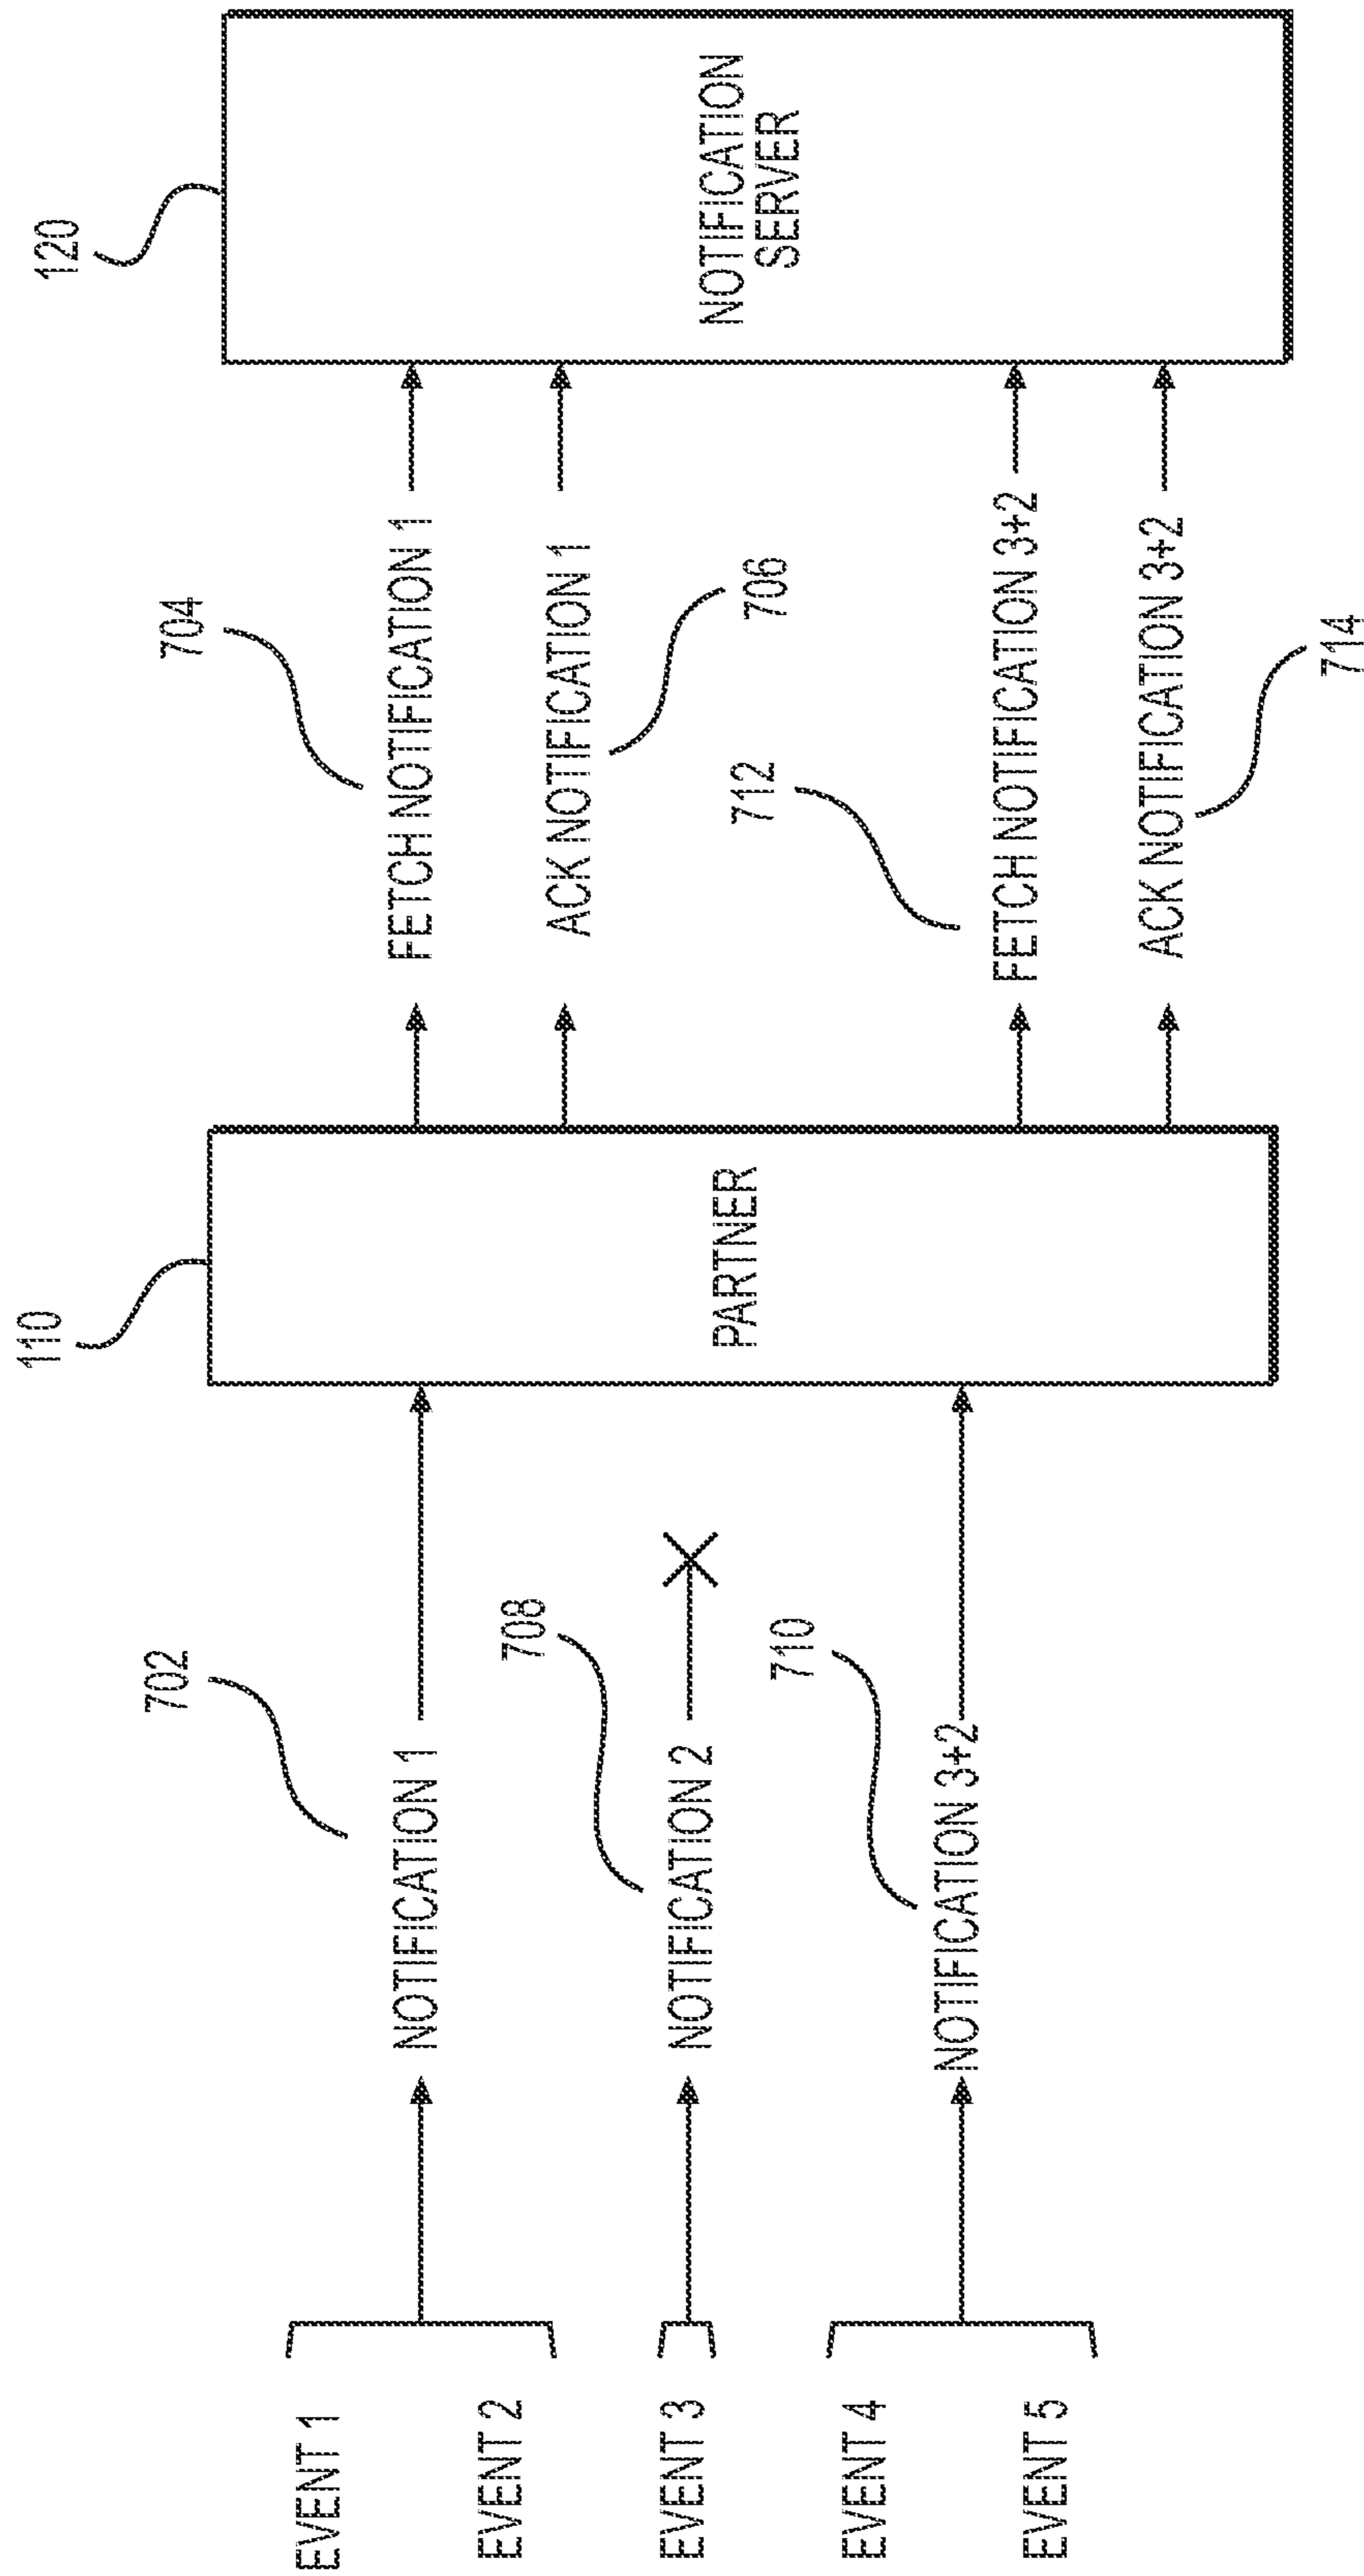 EVENT 1
EVENT 2
EVENT 3
EVENT 4
EVENT 5
702
NOTIFICATION 1
708
NOTIFICATION 2
710
NOTIFICATION 3+2
110
PARTNER
704
FETCH NOTIFICATION 1
ACK NOTIFICATION 1
706
712
FETCH NOTIFICATION 3+2
ACK NOTIFICATION 3+2
714
120
NOTIFICATION
SERVER